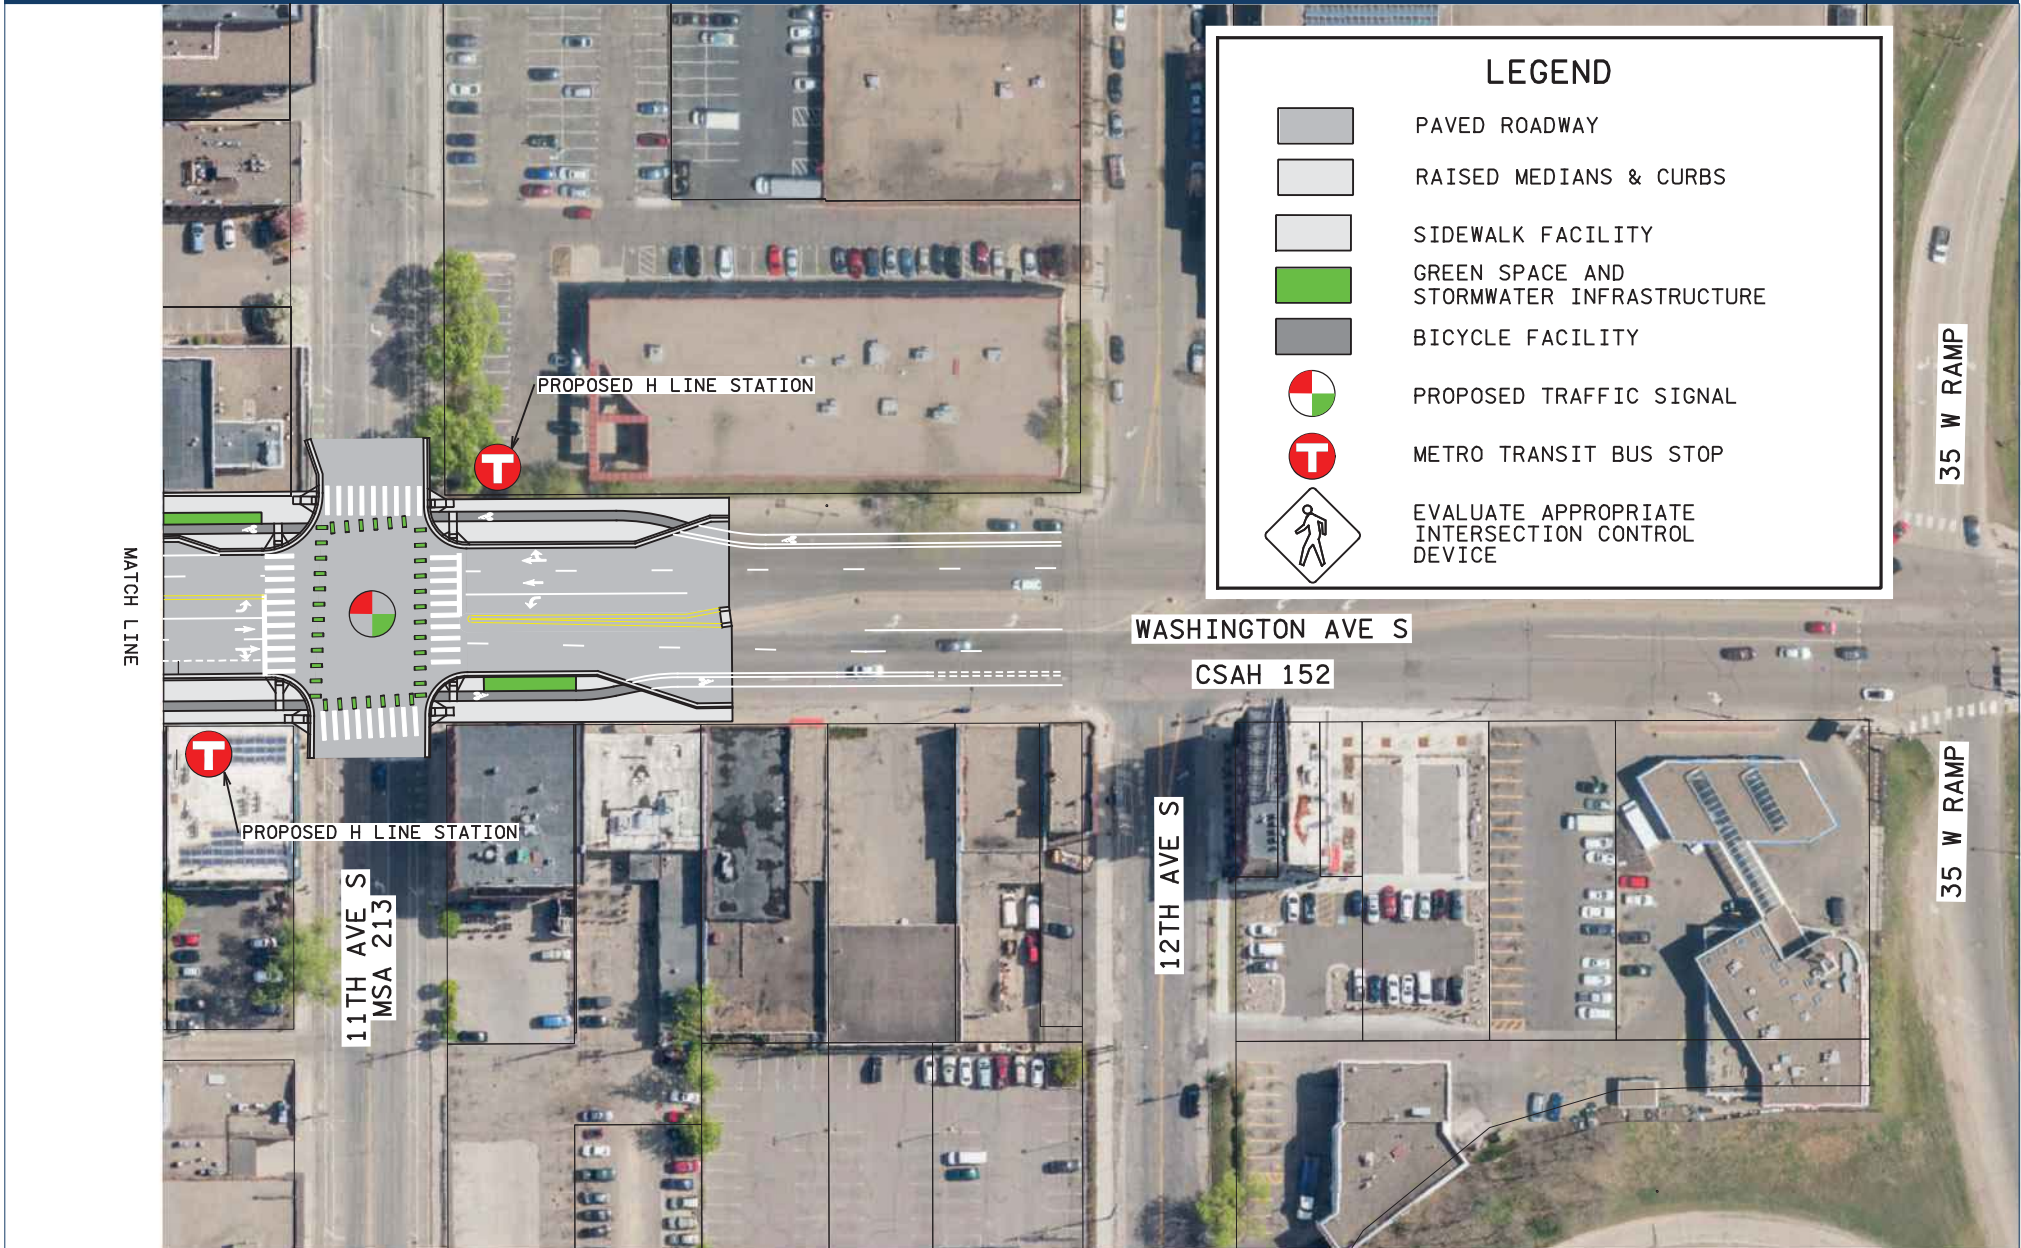 LEGEND
PAVED ROADWAY
RAISED MEDIANS & CURBS
SIDEWALK FACILITY
GREEN SPACE AND
STORMWATER INFRASTRUCTURE
BICYCLE FACILITY
PROPOSED TRAFFIC SIGNAL
T
METRO TRANSIT BUS STOP
EVALUATE APPROPRIATE
INTERSECTION CONTROL
DEVICE
35 W RAMP
PROPOSED H LINE STATION
T
MATCH LINE
WASHINGTON AVE S
CSAH 152
T
PROPOSED H LINE STATION
11TH AVE S
MSA 213
12TH AVE S
35 W RAMP